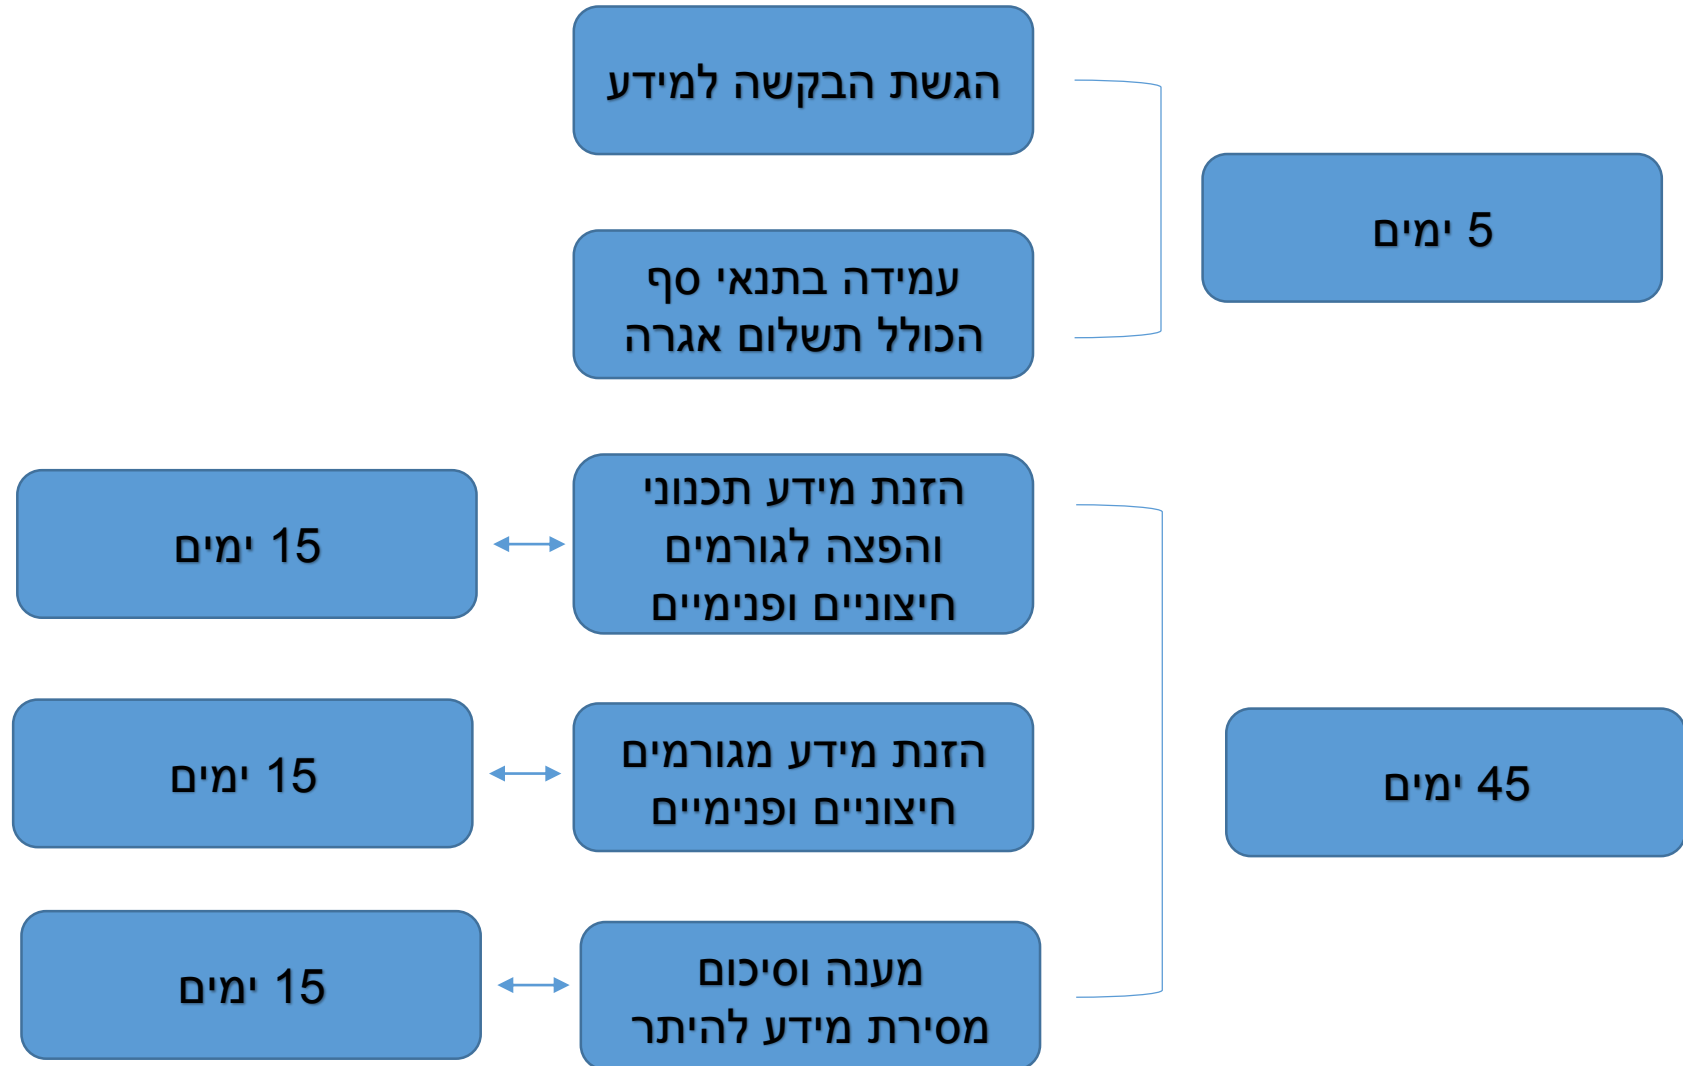 הגשת הבקשה למידע
5 ימים
עמידה בתנאי סף
הכולל תשלום אגרה
הזנת מידע תכנוני
והפצה לגורמים
חיצוניים ופנימיים
15 ימים
45 ימים
הזנת מידע מגורמים
חיצוניים ופנימיים
15 ימים
מענה וסיכום
מסירת מידע להיתר
15 ימים